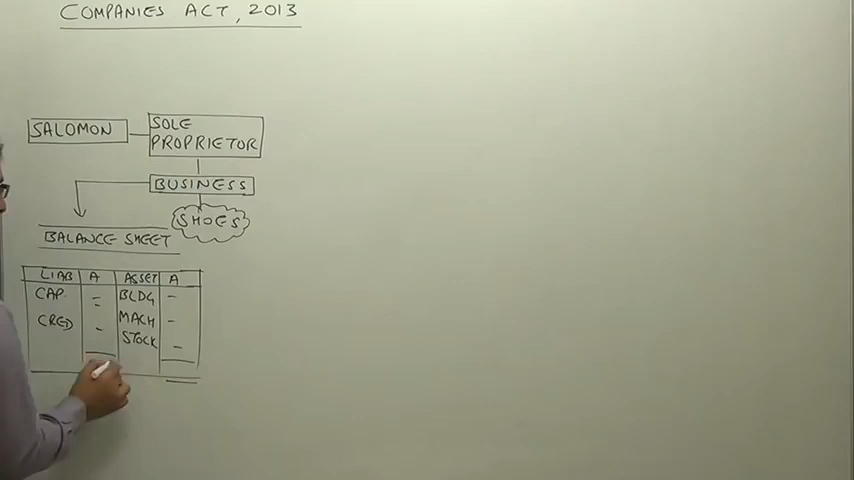 COMPANIES ACT, 2013
SALOMON
SOLE
PROPRIETOR
BUSINESS
SHOES
BALANCE SHEET
LIAB A ASSET A
CAP. = BLDG -
CRED - MACH -
STOCK -